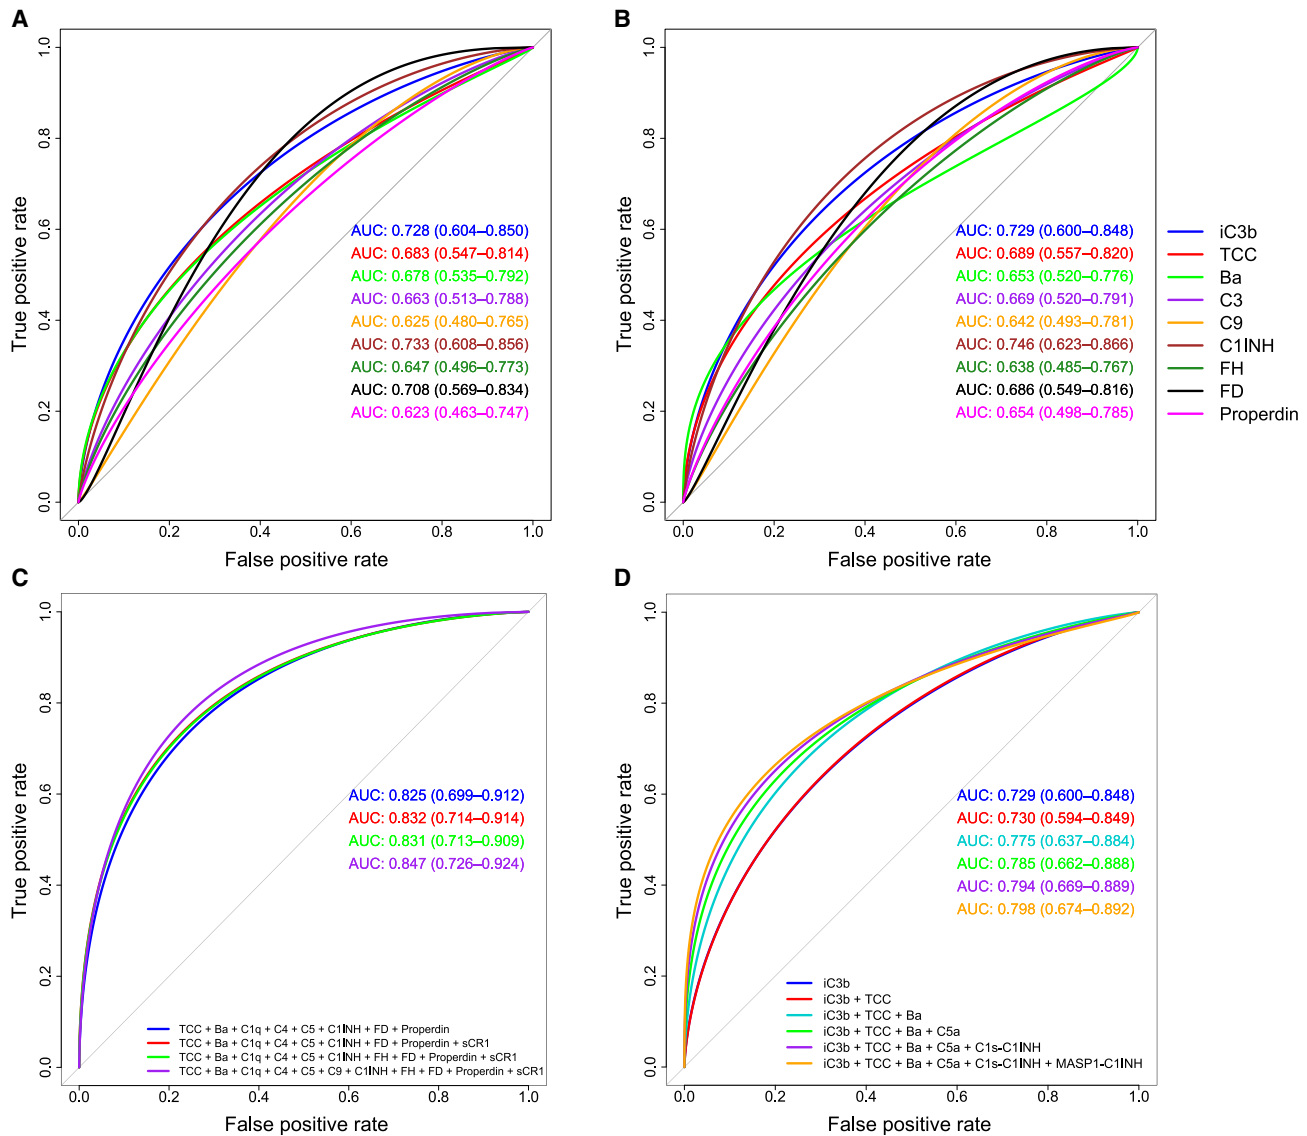 A
True positive rate
1.0
0.8
0.6
0.4
0.2
0.0
AUC: 0.728 (0.604–0.850)
AUC: 0.683 (0.547–0.814)
AUC: 0.678 (0.535–0.792)
AUC: 0.663 (0.513–0.788)
AUC: 0.625 (0.480–0.765)
AUC: 0.733 (0.608–0.856)
AUC: 0.647 (0.496–0.773)
AUC: 0.708 (0.569–0.834)
AUC: 0.623 (0.463–0.747)
0.0 0.2 0.4 0.6 0.8 1.0
False positive rate
B
True positive rate
1.0
0.8
0.6
0.4
0.2
0.0
AUC: 0.729 (0.600–0.848)
AUC: 0.689 (0.557–0.820)
AUC: 0.653 (0.520–0.776)
AUC: 0.669 (0.520–0.791)
AUC: 0.642 (0.493–0.781)
AUC: 0.746 (0.623–0.866)
AUC: 0.638 (0.485–0.767)
AUC: 0.686 (0.549–0.816)
AUC: 0.654 (0.498–0.785)
0.0 0.2 0.4 0.6 0.8 1.0
False positive rate
iC3b
TCC
Ba
C3
C9
C1INH
FH
FD
Properdin
C
True positive rate
1.0
0.8
0.6
0.4
0.2
0.0
AUC: 0.825 (0.699–0.912)
AUC: 0.832 (0.714–0.914)
AUC: 0.831 (0.713–0.909)
AUC: 0.847 (0.726–0.924)
TCC + Ba + C1q + C4 + C5 + C1INH + FD + Properdin
TCC + Ba + C1q + C4 + C5 + C1INH + FD + Properdin + sCR1
TCC + Ba + C1q + C4 + C5 + C1INH + FH + FD + Properdin + sCR1
TCC + Ba + C1q + C4 + C5 + C9 + C1INH + FH + FD + Properdin + sCR1
0.0 0.2 0.4 0.6 0.8 1.0
False positive rate
D
True positive rate
1.0
0.8
0.6
0.4
0.2
0.0
AUC: 0.729 (0.600–0.848)
AUC: 0.730 (0.594–0.849)
AUC: 0.775 (0.637–0.884)
AUC: 0.785 (0.662–0.888)
AUC: 0.794 (0.669–0.889)
AUC: 0.798 (0.674–0.892)
iC3b
iC3b + TCC
iC3b + TCC + Ba
iC3b + TCC + Ba + C5a
iC3b + TCC + Ba + C5a + C1s-C1INH
iC3b + TCC + Ba + C5a + C1s-C1INH + MASP1-C1INH
0.0 0.2 0.4 0.6 0.8 1.0
False positive rate